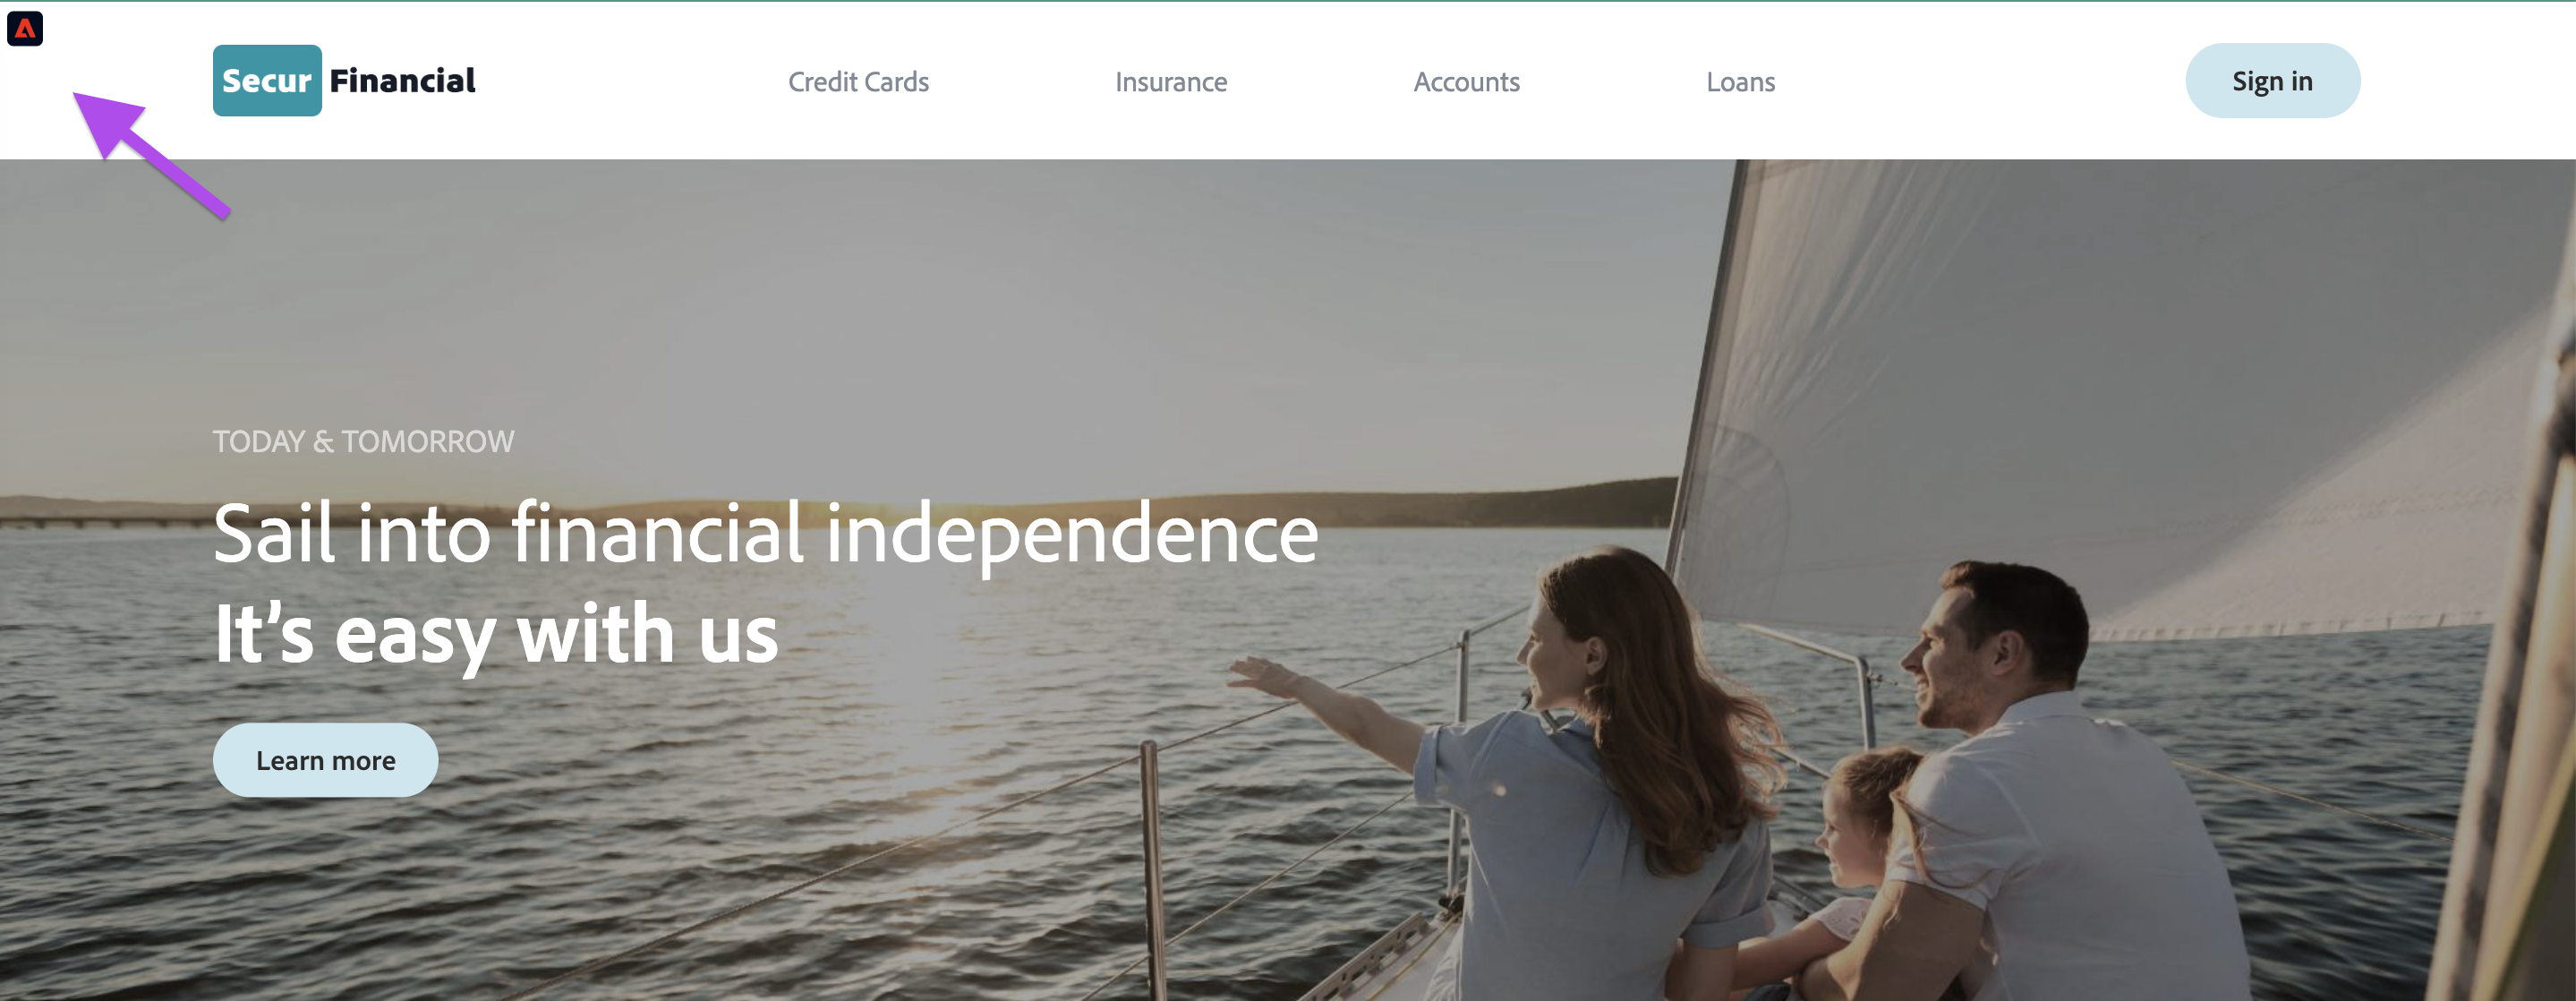 Secur Financial
Credit Cards
Insurance
Accounts
Loans
Sign in
TODAY & TOMORROW
Sail into financial independence
It’s easy with us
Learn more